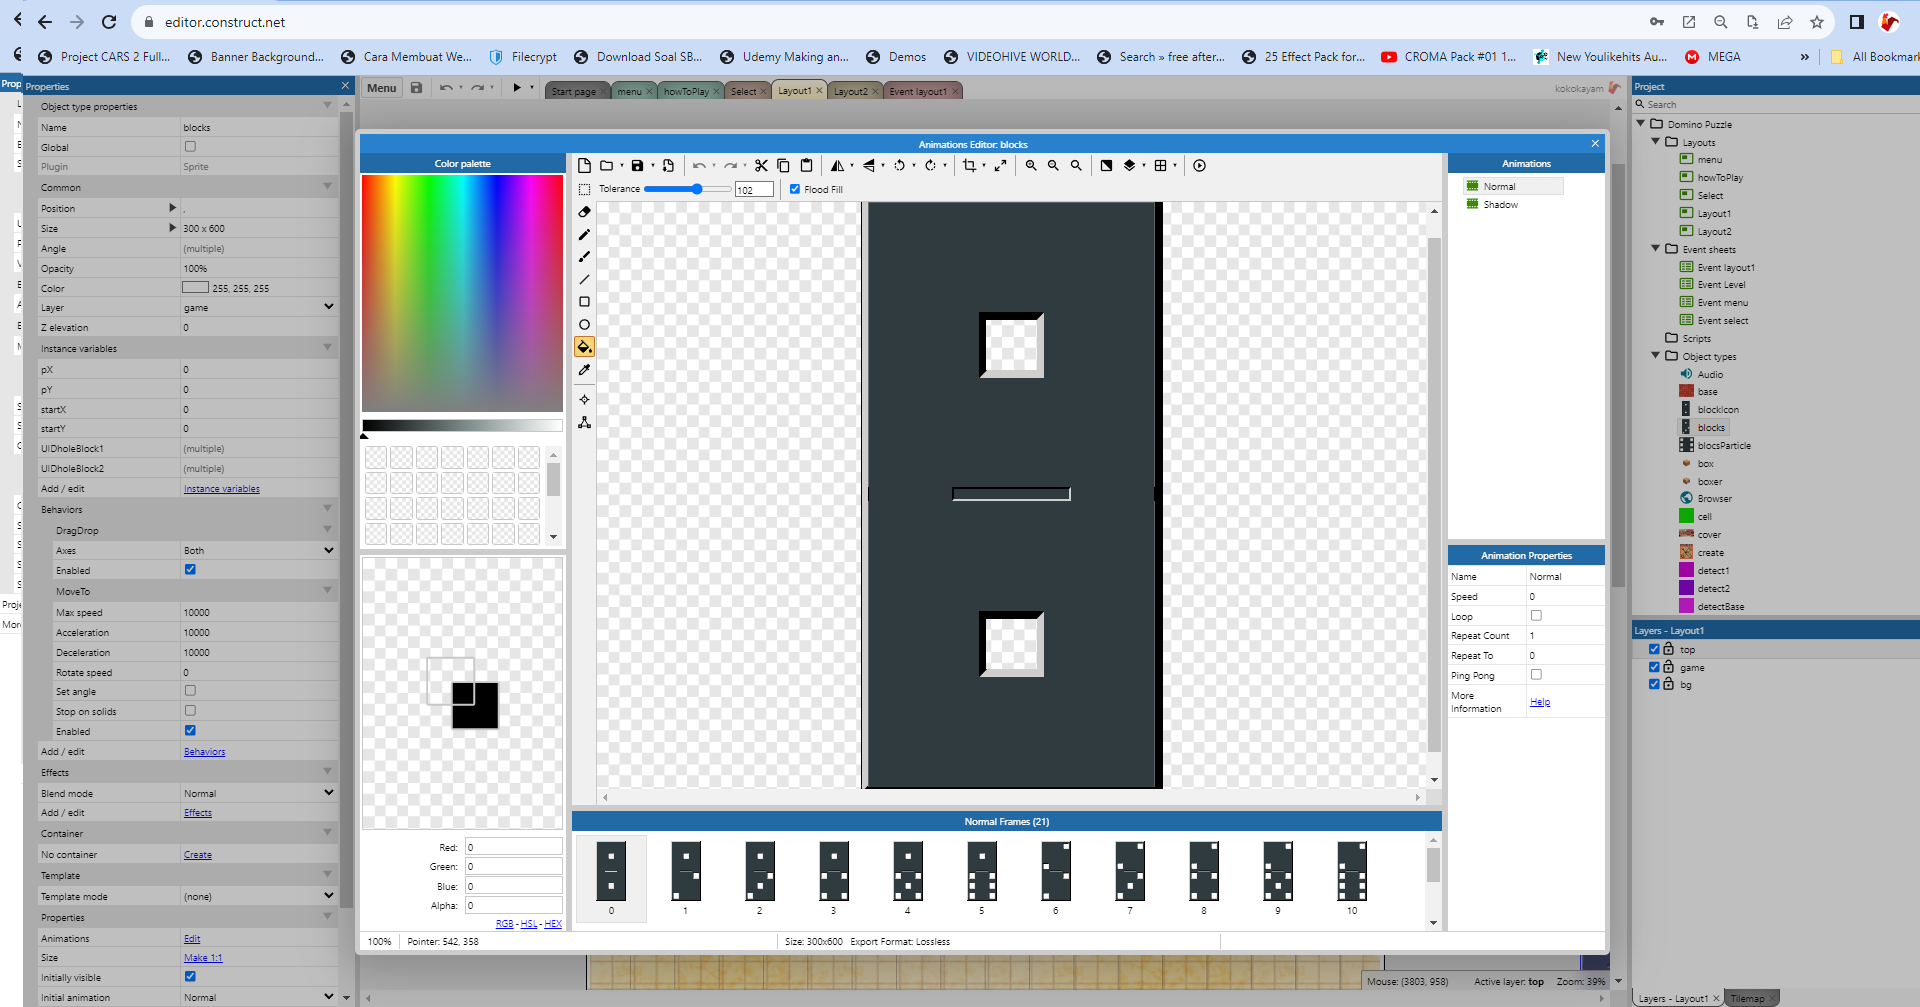 editor.construct.net
Project CARS 2 Full...
Banner Background...
Cara Membuat We...
Filecrypt
Download Soal SB...
Udemy Making an...
Demos
VIDEOHIVE WORLD...
Search » free after...
25 Effect Pack for...
CROMA Pack #01 1...
New Youlikehits Au...
MEGA
»
All Bookmark
Prop
Properties
Object type properties
Name blocks
Global
Plugin Sprite
Common
Position ,
Size 300 x 600
Angle (multiple)
Opacity 100%
Color 255, 255, 255
Layer game
Z elevation 0
Instance variables
pX 0
pY 0
startX 0
startY 0
UIDholeBlock1 (multiple)
UIDholeBlock2 (multiple)
Add / edit Instance variables
Behaviors
DragDrop
Axes Both
Enabled
MoveTo
Max speed 10000
Acceleration 10000
Deceleration 10000
Rotate speed 0
Set angle
Stop on solids
Enabled
Add / edit Behaviors
Effects
Blend mode Normal
Add / edit Effects
Container
No container Create
Template
Template mode (none)
Properties
Animations Edit
Size Make 1:1
Initially visible
Initial animation Normal
Proje
More
Menu
Start page
menu
howToPlay
Select
Layout1
Layout2
Event layout1
kokokayam
Animations Editor: blocks
Color palette
Tolerance 102 Flood Fill
Red: 0
Green: 0
Blue: 0
Alpha: 0
RGB - HSL - HEX
Normal Frames (21)
0 1 2 3 4 5 6 7 8 9 10
100% Pointer: 542, 358 Size: 300x600 Export Format: Lossless
Animations
Normal
Shadow
Animation Properties
Name Normal
Speed 0
Loop
Repeat Count 1
Repeat To 0
Ping Pong
More
Information Help
Mouse: (3803, 958) Active layer: top Zoom: 39%
Project
Search
Domino Puzzle
Layouts
menu
howToPlay
Select
Layout1
Layout2
Event sheets
Event layout1
Event Level
Event menu
Event select
Scripts
Object types
Audio
base
blockIcon
blocks
blocsParticle
box
boxer
Browser
cell
cover
create
detect1
detect2
detectBase
Layers - Layout1
top
game
bg
Layers - Layout1
Tilemap